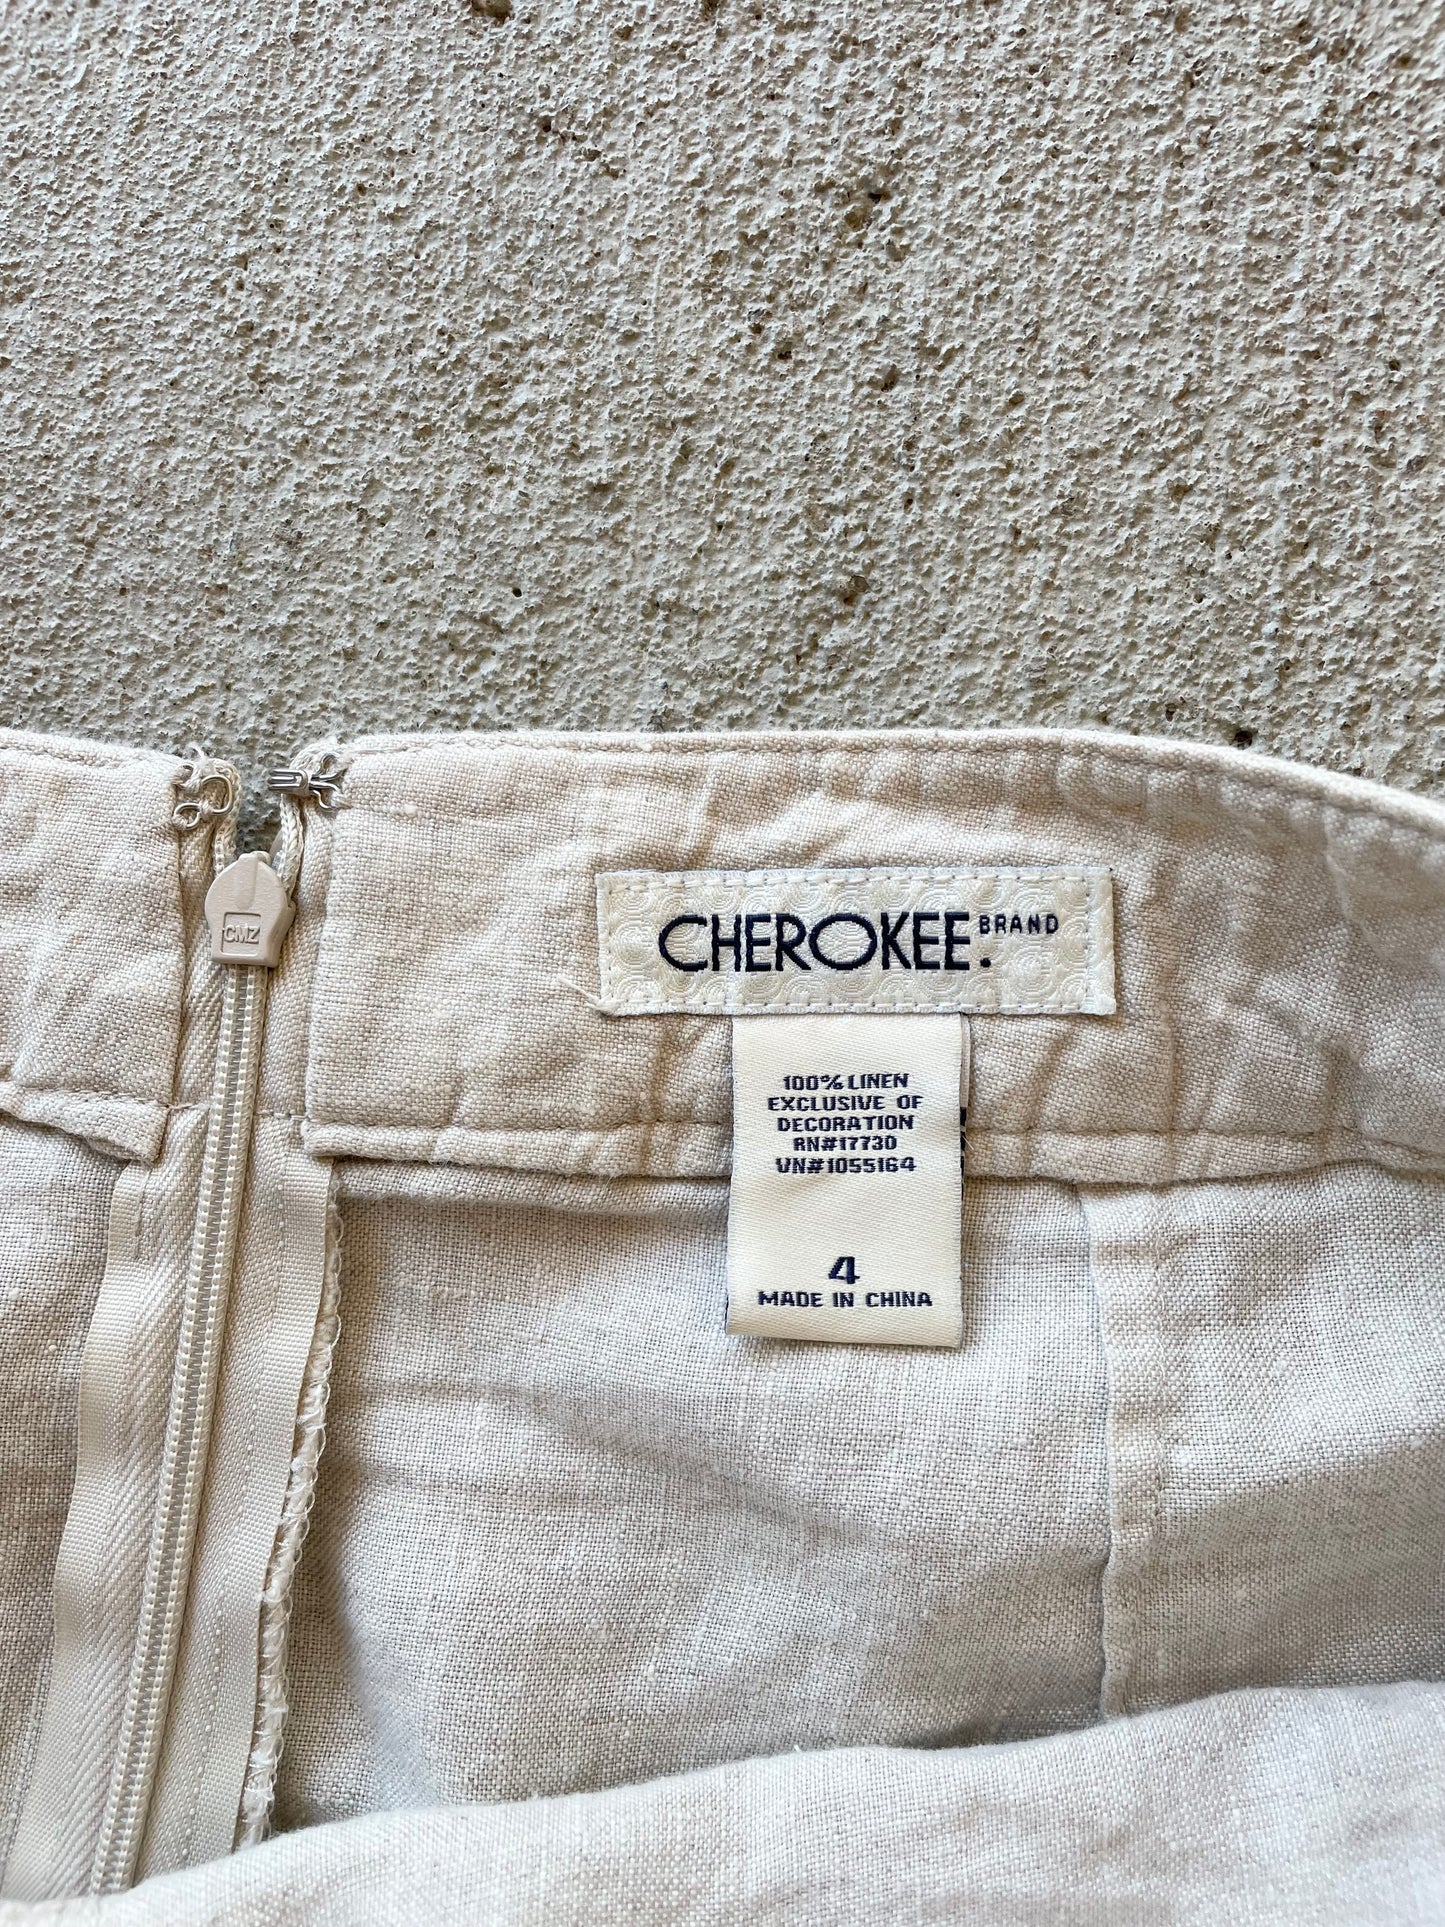 CMZ
CHEROKEE. BRAND
100% LINEN
EXCLUSIVE OF
DECORATION
RN#17730
VN#1055164
4
MADE IN CHINA